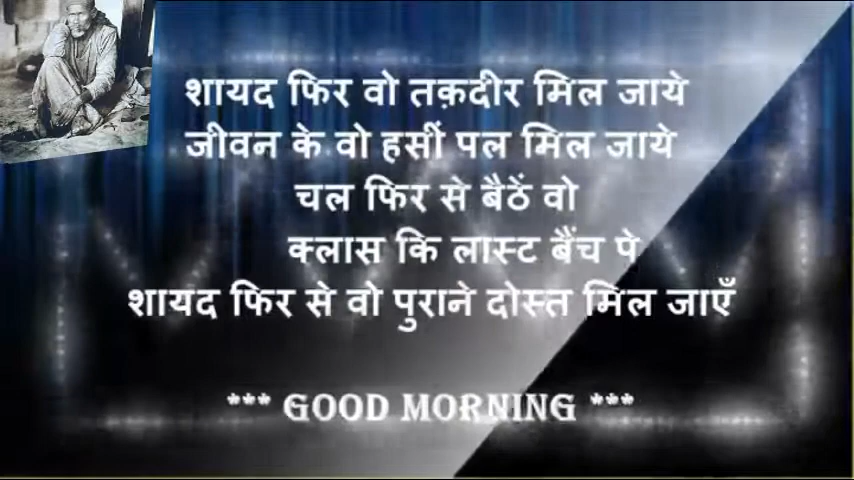 शायद फिर वो तक़दीर मिल जाये
जीवन के वो हसीं पल मिल जाये
चल फिर से बैठें वो
क्लास कि लास्ट बैंच पे
शायद फिर से वो पुराने दोस्त मिल जाएँ
*** GOOD MORNING ***